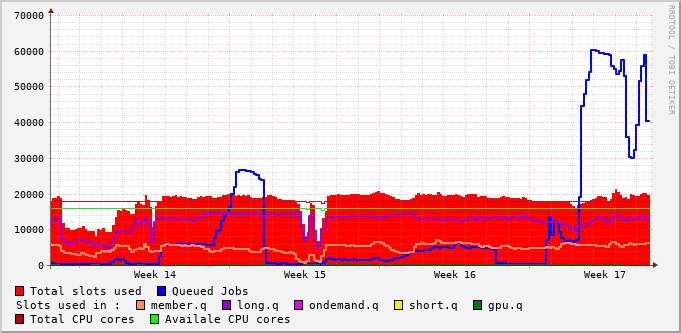 70000
60000
50000
40000
30000
20000
10000
0
Week 14 Week 15 Week 16 Week 17
Total slots used Queued Jobs
Slots used in : member.q long.q ondemand.q short.q gpu.q
Total CPU cores Availale CPU cores
RRDTOOL / TOBI OETIKER